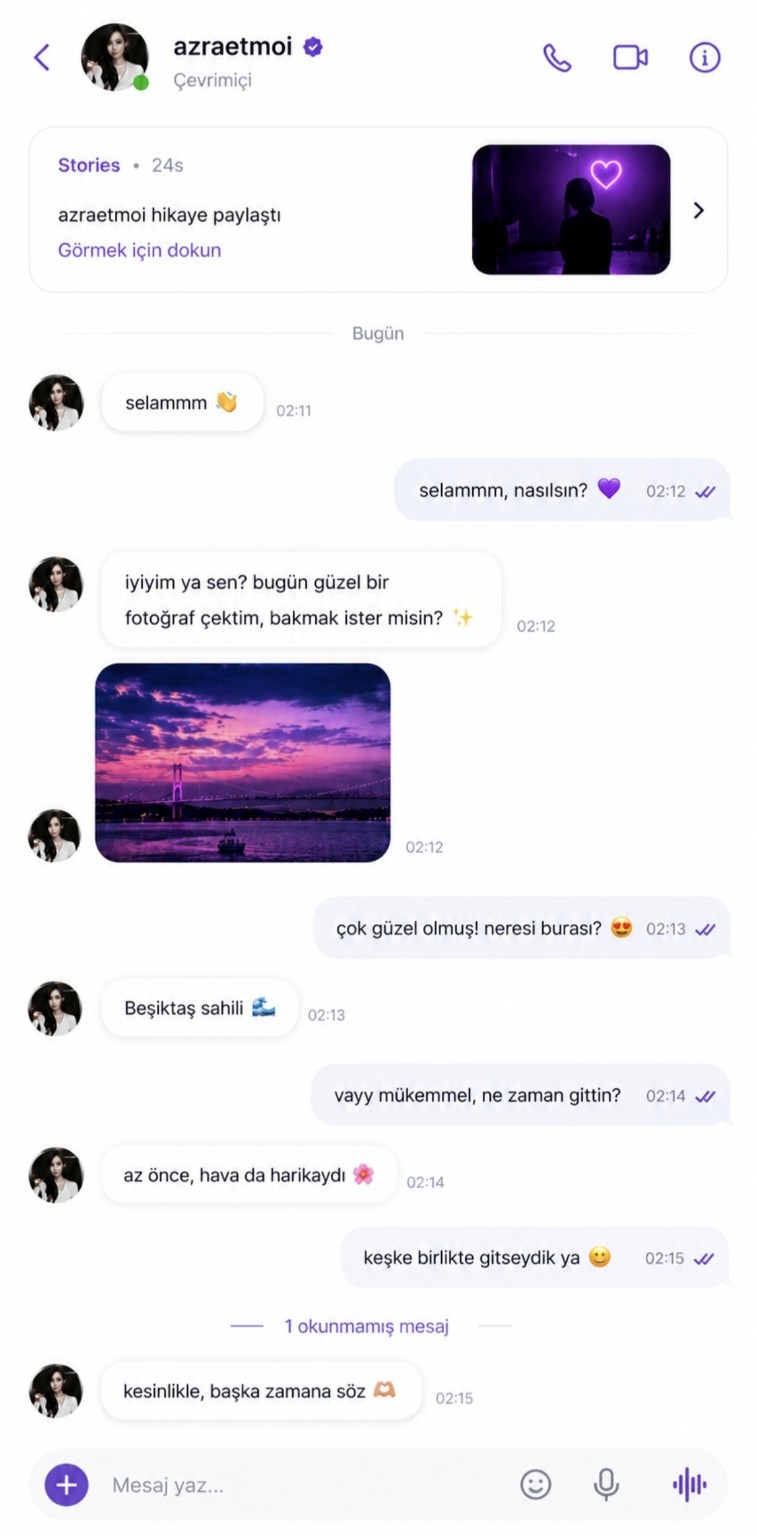 azraetmoi
Çevrimiçi
Stories • 24s
azraetmoi hikaye paylaştı
Görmek için dokun
Bugün
selammm 👋
02:11
selammm, nasılsın? 💜 02:12
iyiyim ya sen? bugün güzel bir
fotoğraf çektim, bakmak ister misin? ✨
02:12
02:12
çok güzel olmuş! neresi burası? 😍 02:13
Beşiktaş sahili 🌊
02:13
vayy mükemmel, ne zaman gittin? 02:14
az önce, hava da harikaydı 🌸
02:14
keşke birlikte gitseydik ya 🙂 02:15
1 okunmamış mesaj
kesinlikle, başka zamana söz 🫶🏼
02:15
Mesaj yaz...